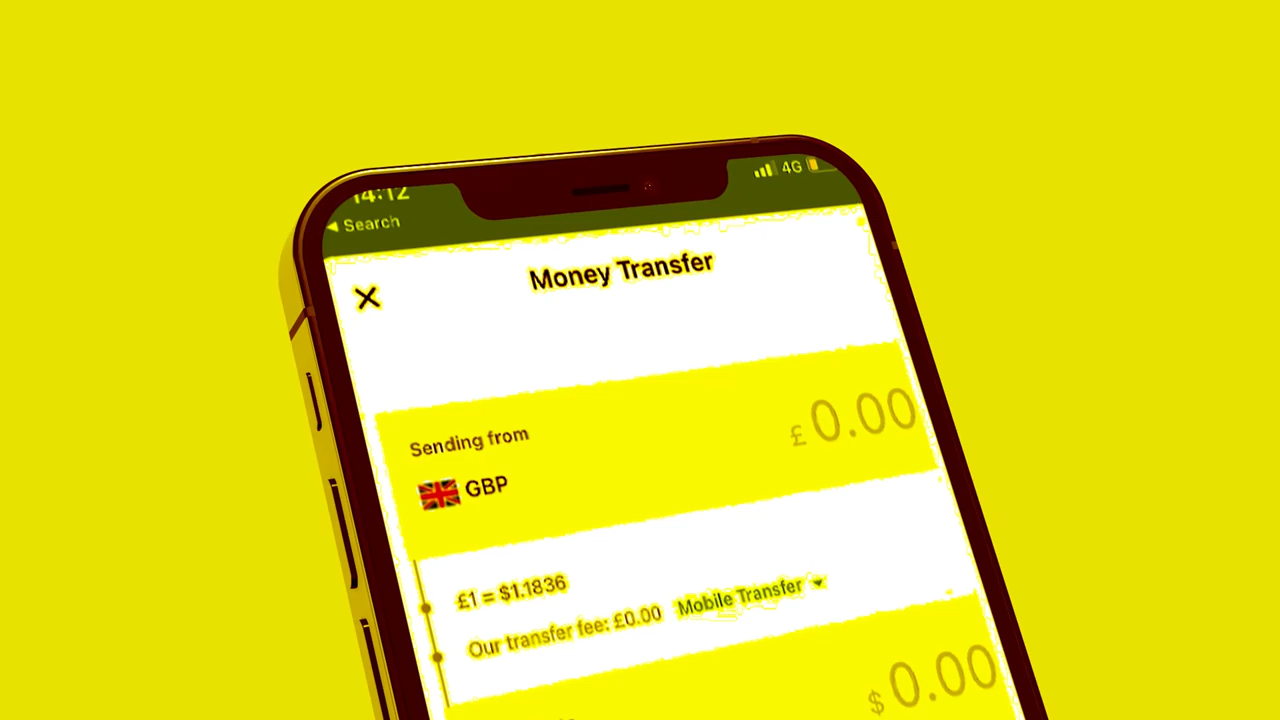 14:12
4G
Search
Money Transfer
Sending from
£0.00
GBP
£1 = $1.1836
Our transfer fee: £0.00 Mobile Transfer
$0.00